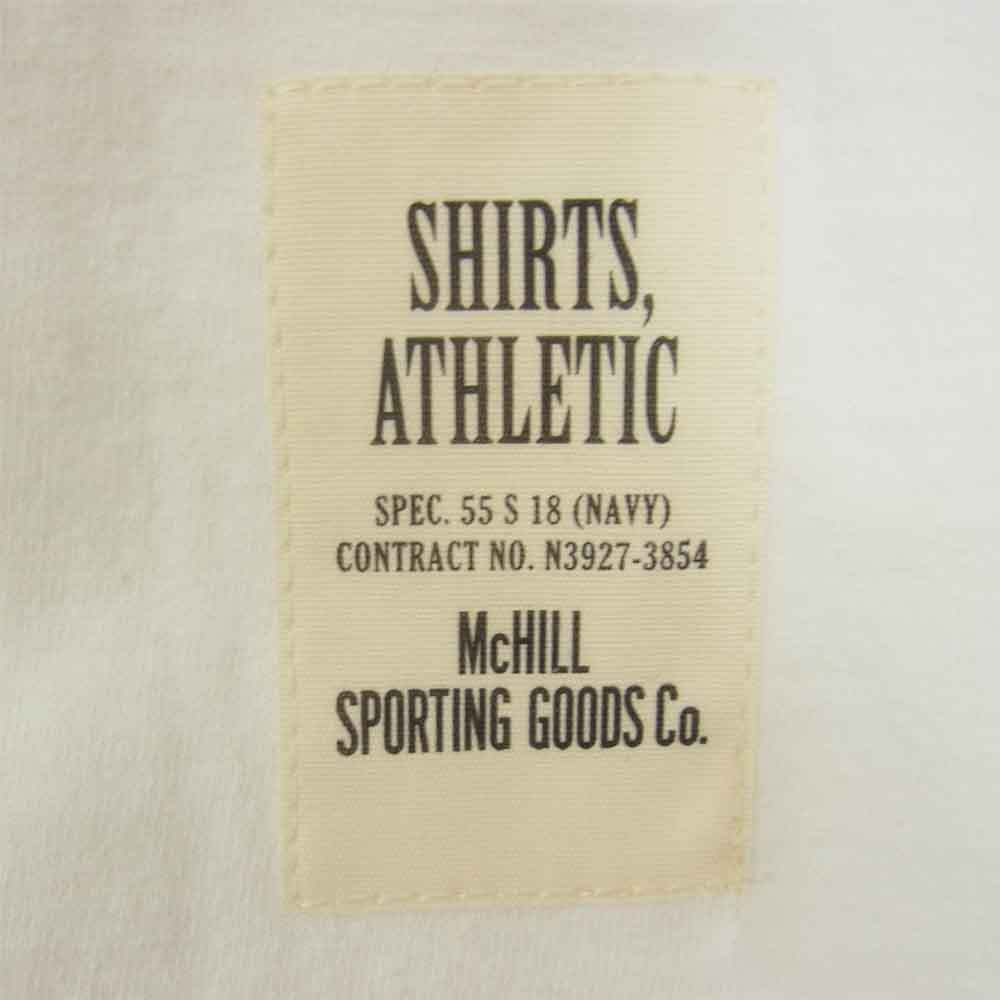 SHIRTS,
ATHLETIC
SPEC. 55 S 18 (NAVY)
CONTRACT NO. N3927-3854
McHILL
SPORTING GOODS Co.